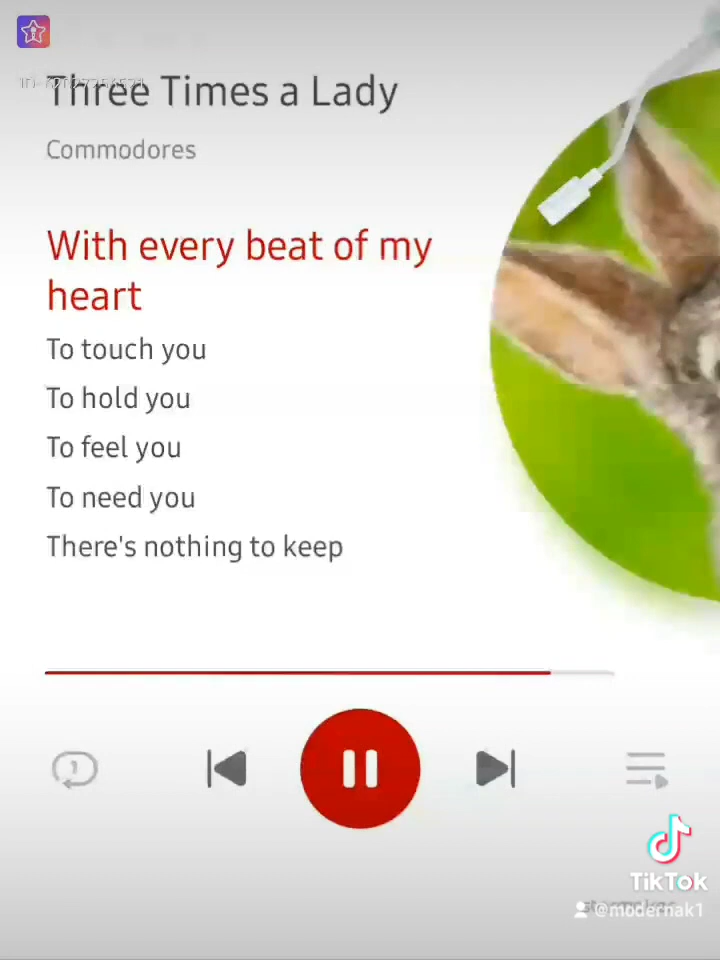 Three Times a Lady
Commodores
With every beat of my
heart
To touch you
To hold you
To feel you
To need you
There's nothing to keep
1
TikTok
@modernak1